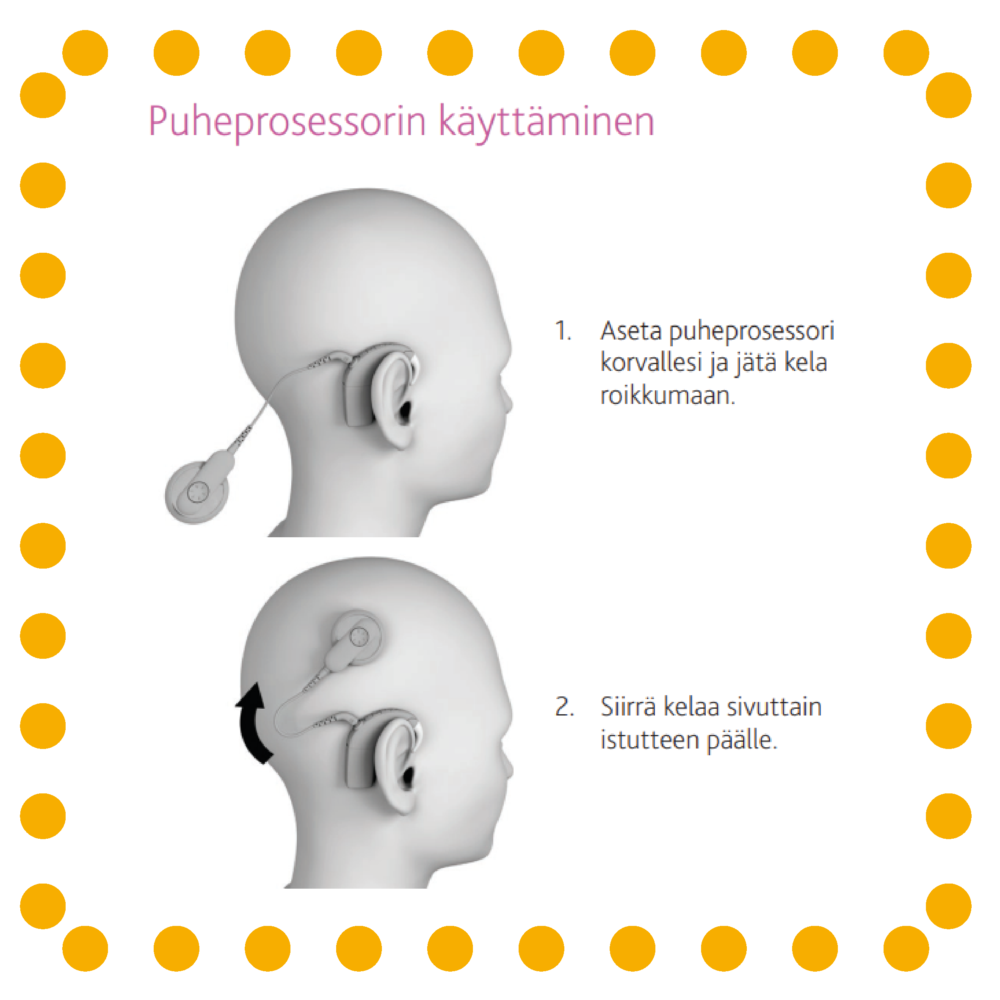 Puheprosessorin käyttäminen
1. Aseta puheprosessori
korvallesi ja jätä kela
roikkumaan.
2. Siirrä kelaa sivuttain
istutteen päälle.